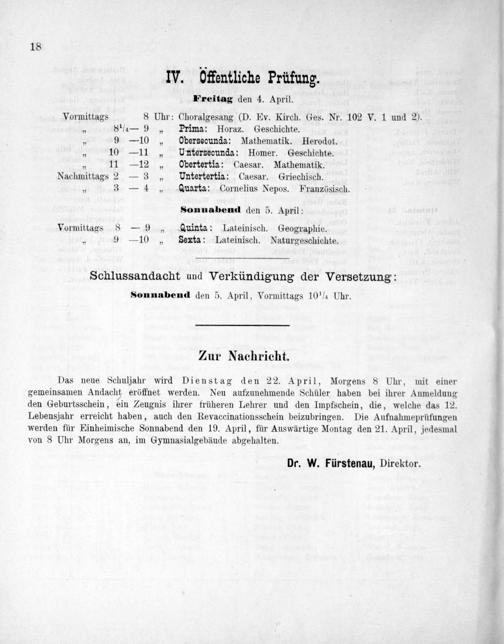 18
IV. Öffentliche Prüfung.
Freitag den 4. April.
Vormittags 8 Uhr: Choralgesang (D. Ev. Kirch. Ges. Nr. 102 V. 1 und 2).
„ 8¹/₄— 9 „ Prima: Horaz. Geschichte.
„ 9 —10 „ Obersecunda: Mathematik. Herodot.
„ 10 —11 „ Untersecunda: Homer. Geschichte.
„ 11 —12 „ Obertertia: Caesar. Mathematik.
Nachmittags 2 — 3 „ Untertertia: Caesar. Griechisch.
„ 3 — 4 „ Quarta: Cornelius Nepos. Französisch.
Sonnabend den 5. April:
Vormittags 8 — 9 „ Quinta: Lateinisch. Geographie.
„ 9 —10 „ Sexta: Lateinisch. Naturgeschichte.
Schlussandacht und Verkündigung der Versetzung:
Sonnabend den 5. April, Vormittags 10¹/₄ Uhr.
Zur Nachricht.
Das neue Schuljahr wird Dienstag den 22. April, Morgens 8 Uhr, mit einer
gemeinsamen Andacht eröffnet werden. Neu aufzunehmende Schüler haben bei ihrer Anmeldung
den Geburtsschein, ein Zeugnis ihrer früheren Lehrer und den Impfschein, die, welche das 12.
Lebensjahr erreicht haben, auch den Revaccinationsschein beizubringen. Die Aufnahmeprüfungen
werden für Einheimische Sonnabend den 19. April, für Auswärtige Montag den 21. April, jedesmal
von 8 Uhr Morgens an, im Gymnasialgebäude abgehalten.
Dr. W. Fürstenau, Direktor.